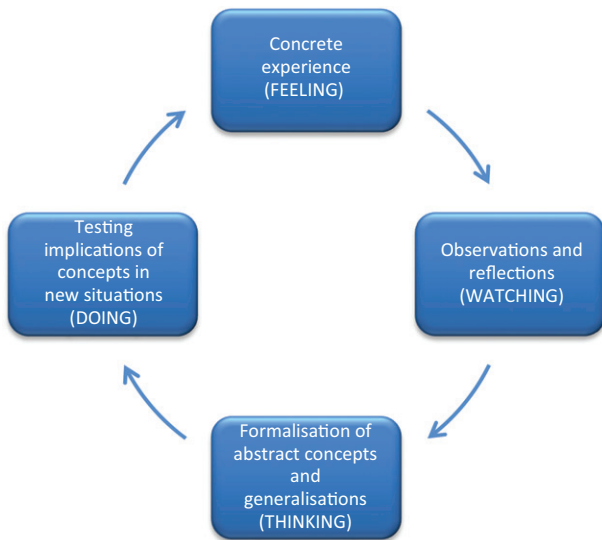 Concrete
experience
(FEELING)
Observations and
reflections
(WATCHING)
Formalisation of
abstract concepts
and
generalisations
(THINKING)
Testing
implications of
concepts in
new situations
(DOING)